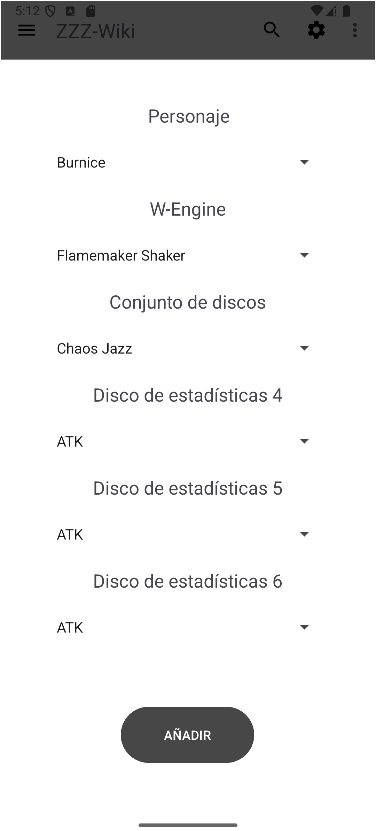 5:12
ZZZ-Wiki
Personaje
Burnice
W-Engine
Flamemaker Shaker
Conjunto de discos
Chaos Jazz
Disco de estadísticas 4
ATK
Disco de estadísticas 5
ATK
Disco de estadísticas 6
ATK
AÑADIR